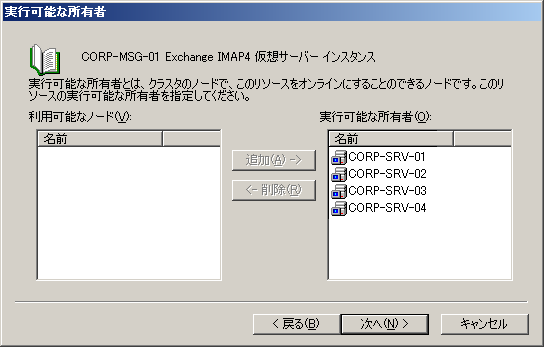 実行可能な所有者
CORP-MSG-01 Exchange IMAP4 仮想サーバー インスタンス
実行可能な所有者とは、クラスタのノードで、このリソースをオンラインにすることのできるノードです。このリ
ソースの実行可能な所有者を指定してください。
利用可能なノード(V):
実行可能な所有者(O):
名前
名前
追加(A) ->
<- 削除(R)
CORP-SRV-01
CORP-SRV-02
CORP-SRV-03
CORP-SRV-04
< 戻る(B)
次へ(N) >
キャンセル